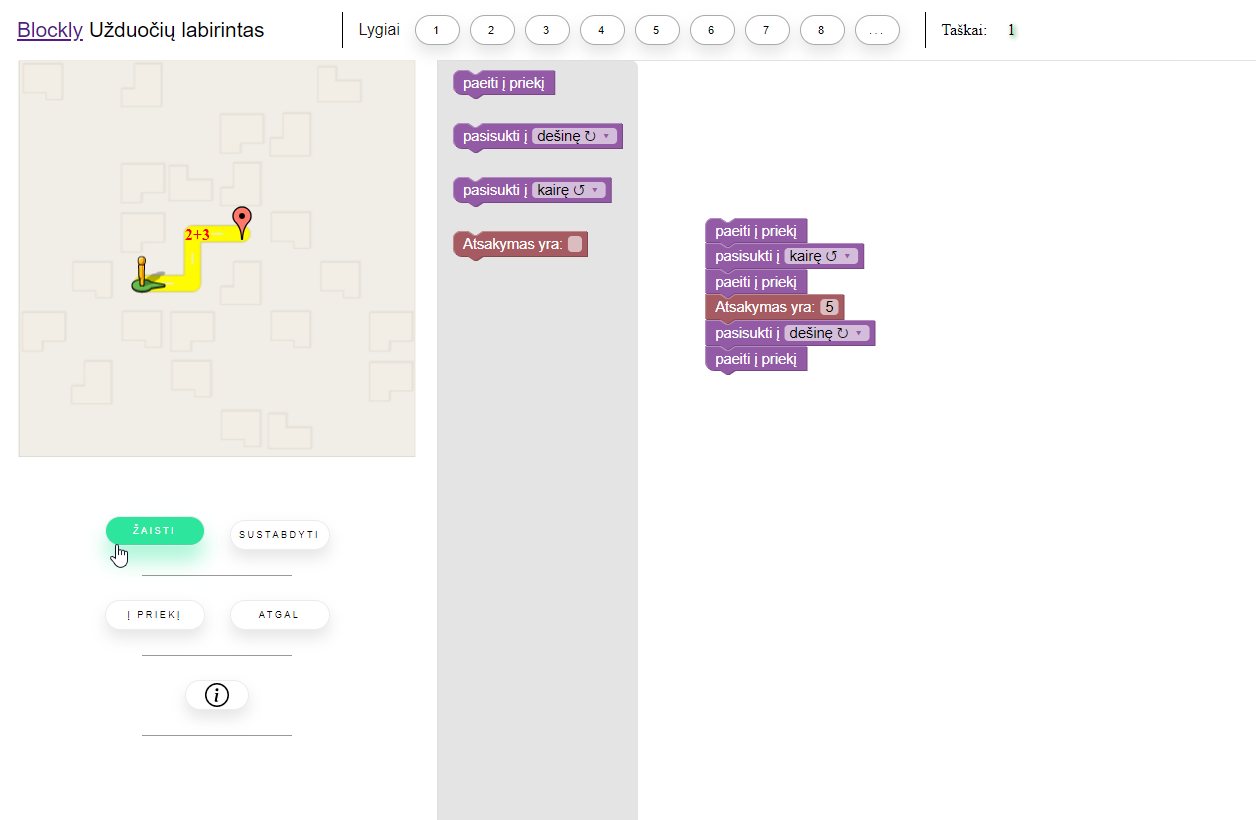 Blockly Užduočių labirintas
Lygiai 1 2 3 4 5 6 7 8 ...
Taškai: 1
2+3
ŽAISTI
SUSTABDYTI
Į PRIEKĮ
ATGAL
i
paeiti į priekį
pasisukti į dešinę ↻ ▾
pasisukti į kairę ↺ ▾
Atsakymas yra:
paeiti į priekį
pasisukti į kairę ↺ ▾
paeiti į priekį
Atsakymas yra: 5
pasisukti į dešinę ↻ ▾
paeiti į priekį